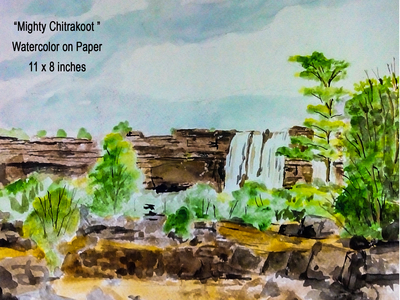 “Mighty Chitrakoot ”
Watercolor on Paper
11 x 8 inches